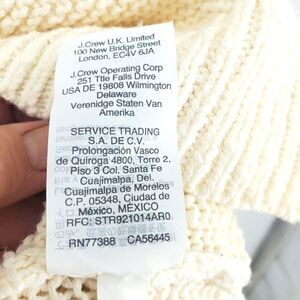 J.Crew U.K. Limited
100 New Bridge Street
London, EC4V 6JA
J.Crew Operating Corp
251 Ttle Falls Drive
USA DE 19808 Wilmington
Delaware
Verenidge Staten Van
Amerika
SERVICE TRADING
S.A. DE C.V.
Prolongación Vasco
de Quiroga 4800, Torre 2,
Piso 3 Col. Santa Fe
Cuajimalpa, Del.
Cuajimalpa de Morelos
C.P. 05348, Ciudad de
México, MÉXICO
RFC: STR921014AR0
RN77388 CA56445